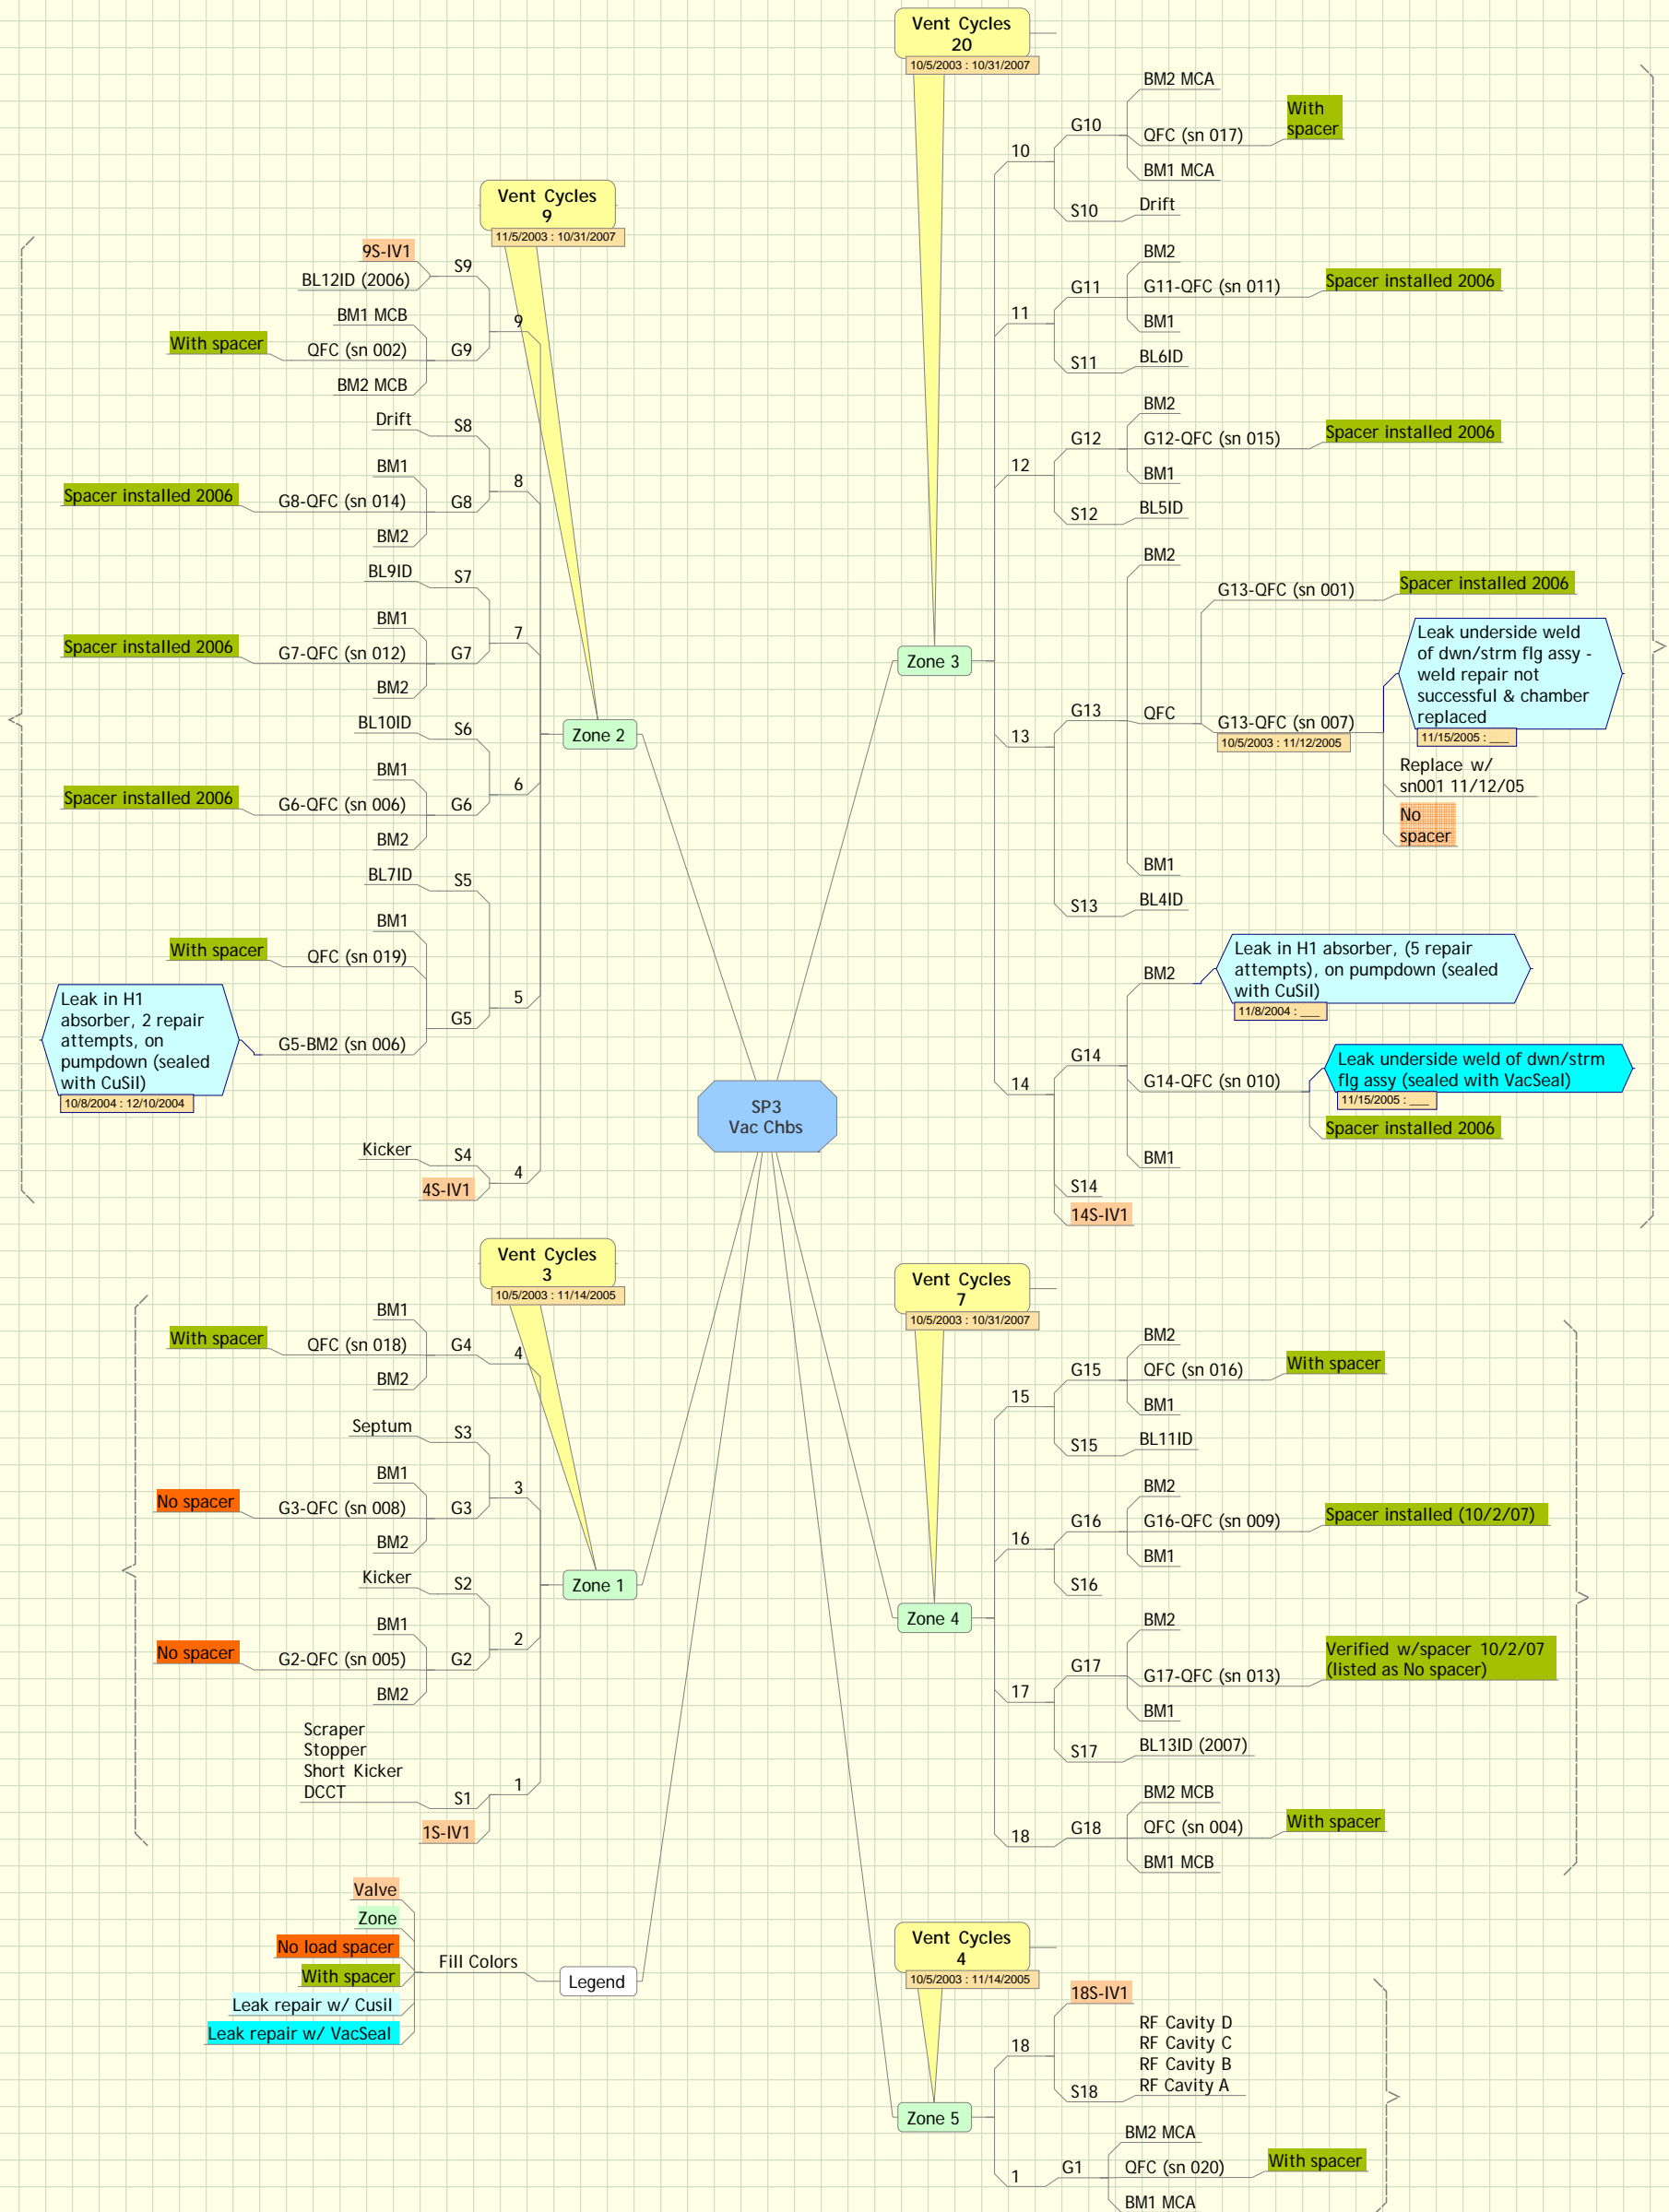 SP3
Vac Chbs
Vent Cycles
9
11/5/2003 : 10/31/2007
Zone 2
9
S9
9S-IV1
BL12ID (2006)
G9
BM1 MCB
QFC (sn 002)
With spacer
BM2 MCB
8
S8
Drift
G8
BM1
G8-QFC (sn 014)
Spacer installed 2006
BM2
7
S7
BL9ID
G7
BM1
G7-QFC (sn 012)
Spacer installed 2006
BM2
6
S6
BL10ID
G6
BM1
G6-QFC (sn 006)
Spacer installed 2006
BM2
5
S5
BL7ID
G5
BM1
QFC (sn 019)
With spacer
G5-BM2 (sn 006)
Leak in H1
absorber, 2 repair
attempts, on
pumpdown (sealed
with CuSil)
10/8/2004 : 12/10/2004
4
S4
Kicker
4S-IV1
Vent Cycles
3
10/5/2003 : 11/14/2005
Zone 1
4
G4
BM1
QFC (sn 018)
With spacer
BM2
3
S3
Septum
G3
BM1
G3-QFC (sn 008)
No spacer
BM2
2
S2
Kicker
G2
BM1
G2-QFC (sn 005)
No spacer
BM2
1
S1
Scraper
Stopper
Short Kicker
DCCT
1S-IV1
Legend
Fill Colors
Valve
Zone
No load spacer
With spacer
Leak repair w/ Cusil
Leak repair w/ VacSeal
Vent Cycles
20
10/5/2003 : 10/31/2007
Zone 3
10
G10
BM2 MCA
QFC (sn 017)
With
spacer
BM1 MCA
S10
Drift
11
G11
BM2
G11-QFC (sn 011)
Spacer installed 2006
BM1
S11
BL6ID
12
G12
BM2
G12-QFC (sn 015)
Spacer installed 2006
BM1
S12
BL5ID
13
G13
BM2
QFC
G13-QFC (sn 001)
Spacer installed 2006
G13-QFC (sn 007)
10/5/2003 : 11/12/2005
Leak underside weld
of dwn/strm flg assy -
weld repair not
successful & chamber
replaced
11/15/2005 : ___
Replace w/
sn001 11/12/05
No
spacer
BM1
S13
BL4ID
14
G14
BM2
Leak in H1 absorber, (5 repair
attempts), on pumpdown (sealed
with CuSil)
11/8/2004 : ___
G14-QFC (sn 010)
Leak underside weld of dwn/strm
flg assy (sealed with VacSeal)
11/15/2005 : ___
Spacer installed 2006
BM1
S14
14S-IV1
Vent Cycles
7
10/5/2003 : 10/31/2007
Zone 4
15
G15
BM2
QFC (sn 016)
With spacer
BM1
S15
BL11ID
16
G16
BM2
G16-QFC (sn 009)
Spacer installed (10/2/07)
BM1
S16
17
G17
BM2
G17-QFC (sn 013)
Verified w/spacer 10/2/07
(listed as No spacer)
BM1
S17
BL13ID (2007)
18
G18
BM2 MCB
QFC (sn 004)
With spacer
BM1 MCB
Vent Cycles
4
10/5/2003 : 11/14/2005
Zone 5
18
18S-IV1
S18
RF Cavity D
RF Cavity C
RF Cavity B
RF Cavity A
1
G1
BM2 MCA
QFC (sn 020)
With spacer
BM1 MCA